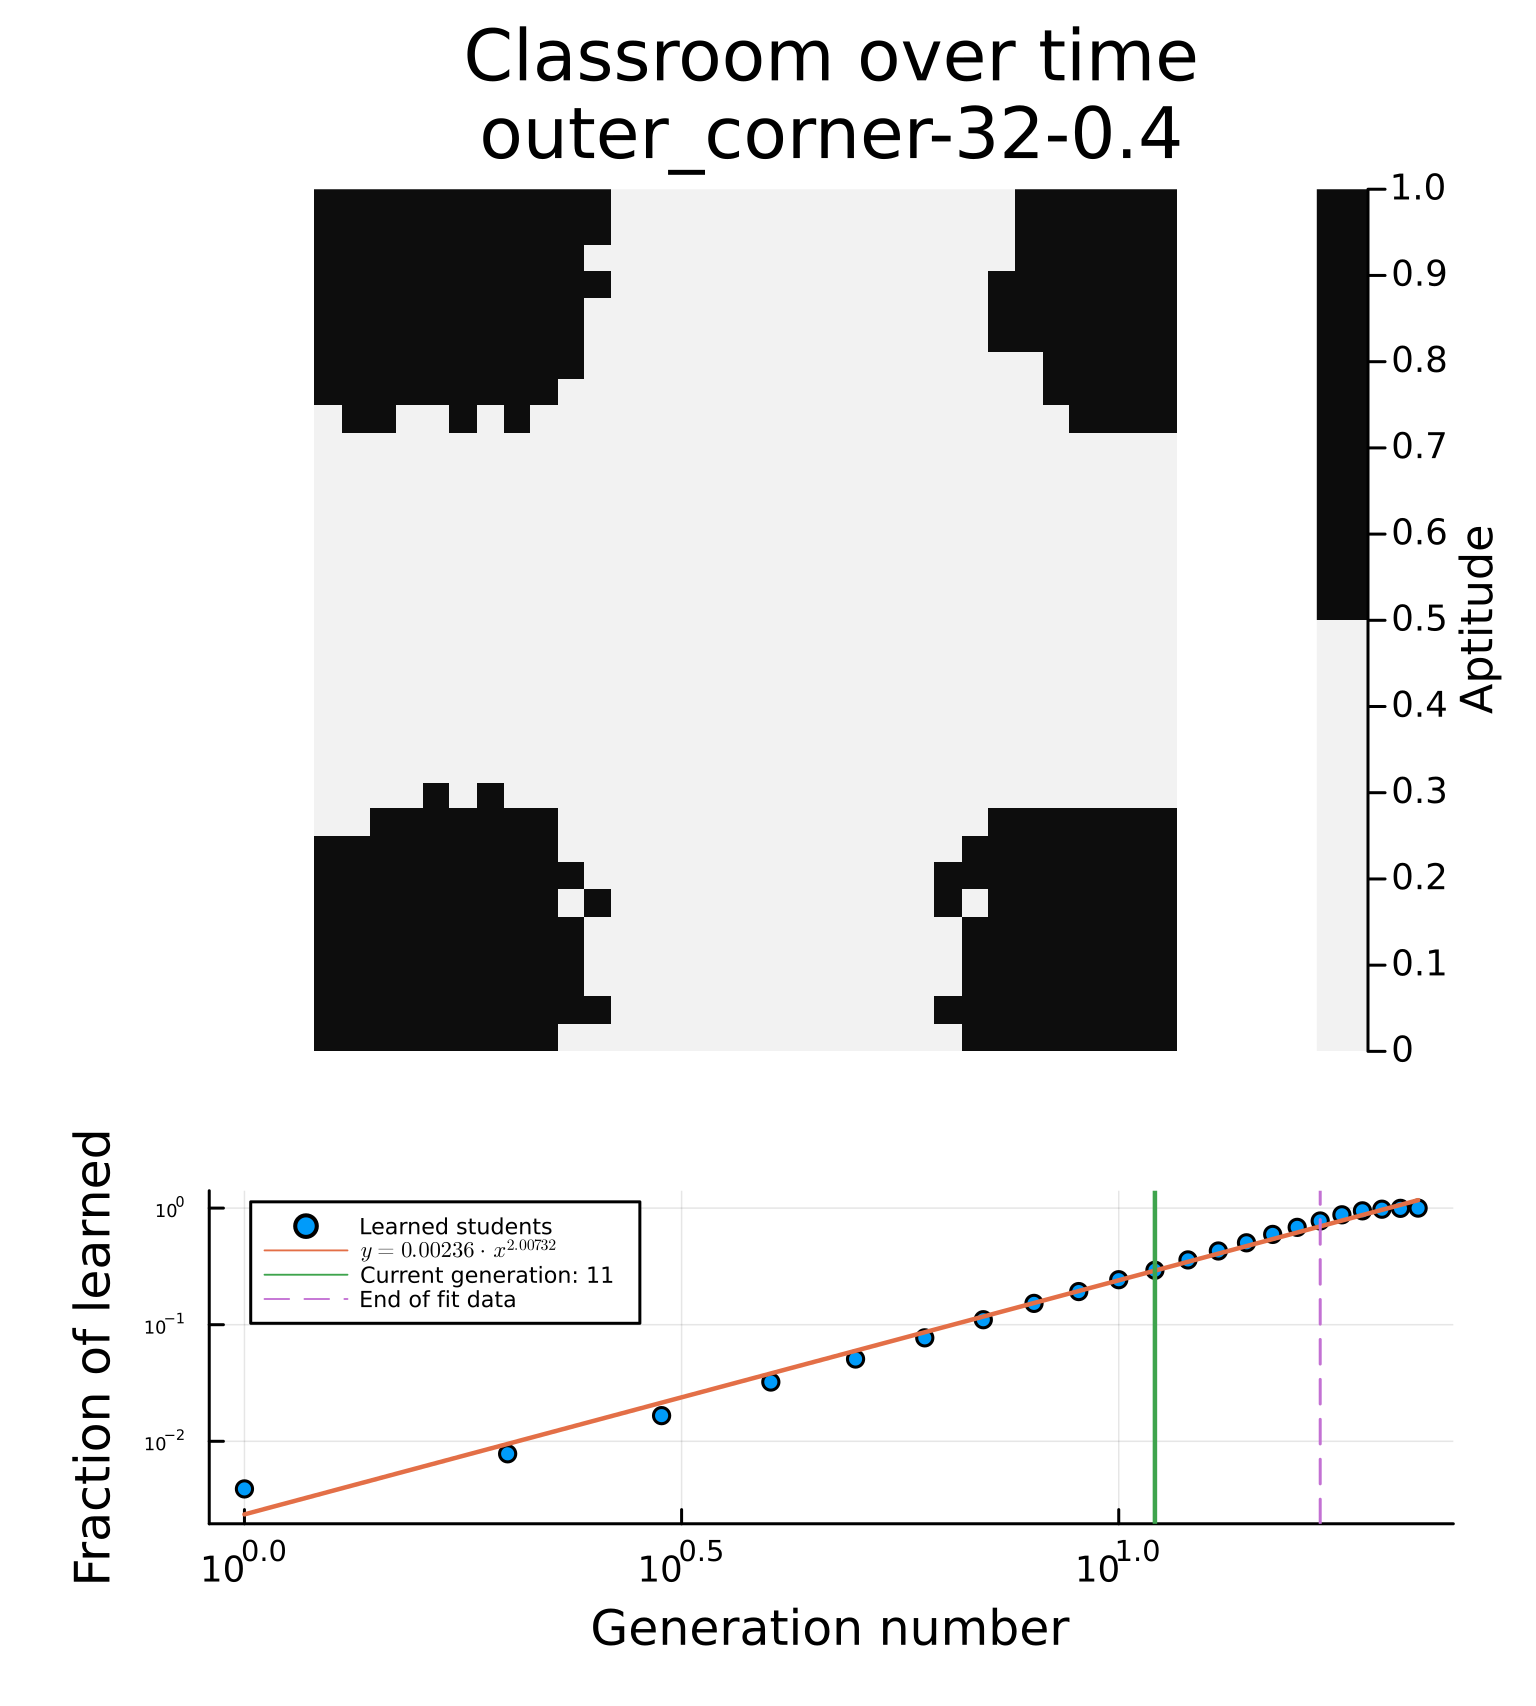 Classroom over time
outer_corner-32-0.4
1.0
0.9
0.8
0.7
0.6
0.5
0.4
0.3
0.2
0.1
0
Aptitude
Fraction of learned
10⁰
10⁻¹
10⁻²
Learned students
y = 0.00236 · x^2.00732
Current generation: 11
End of fit data
10^0.0
10^0.5
10^1.0
Generation number